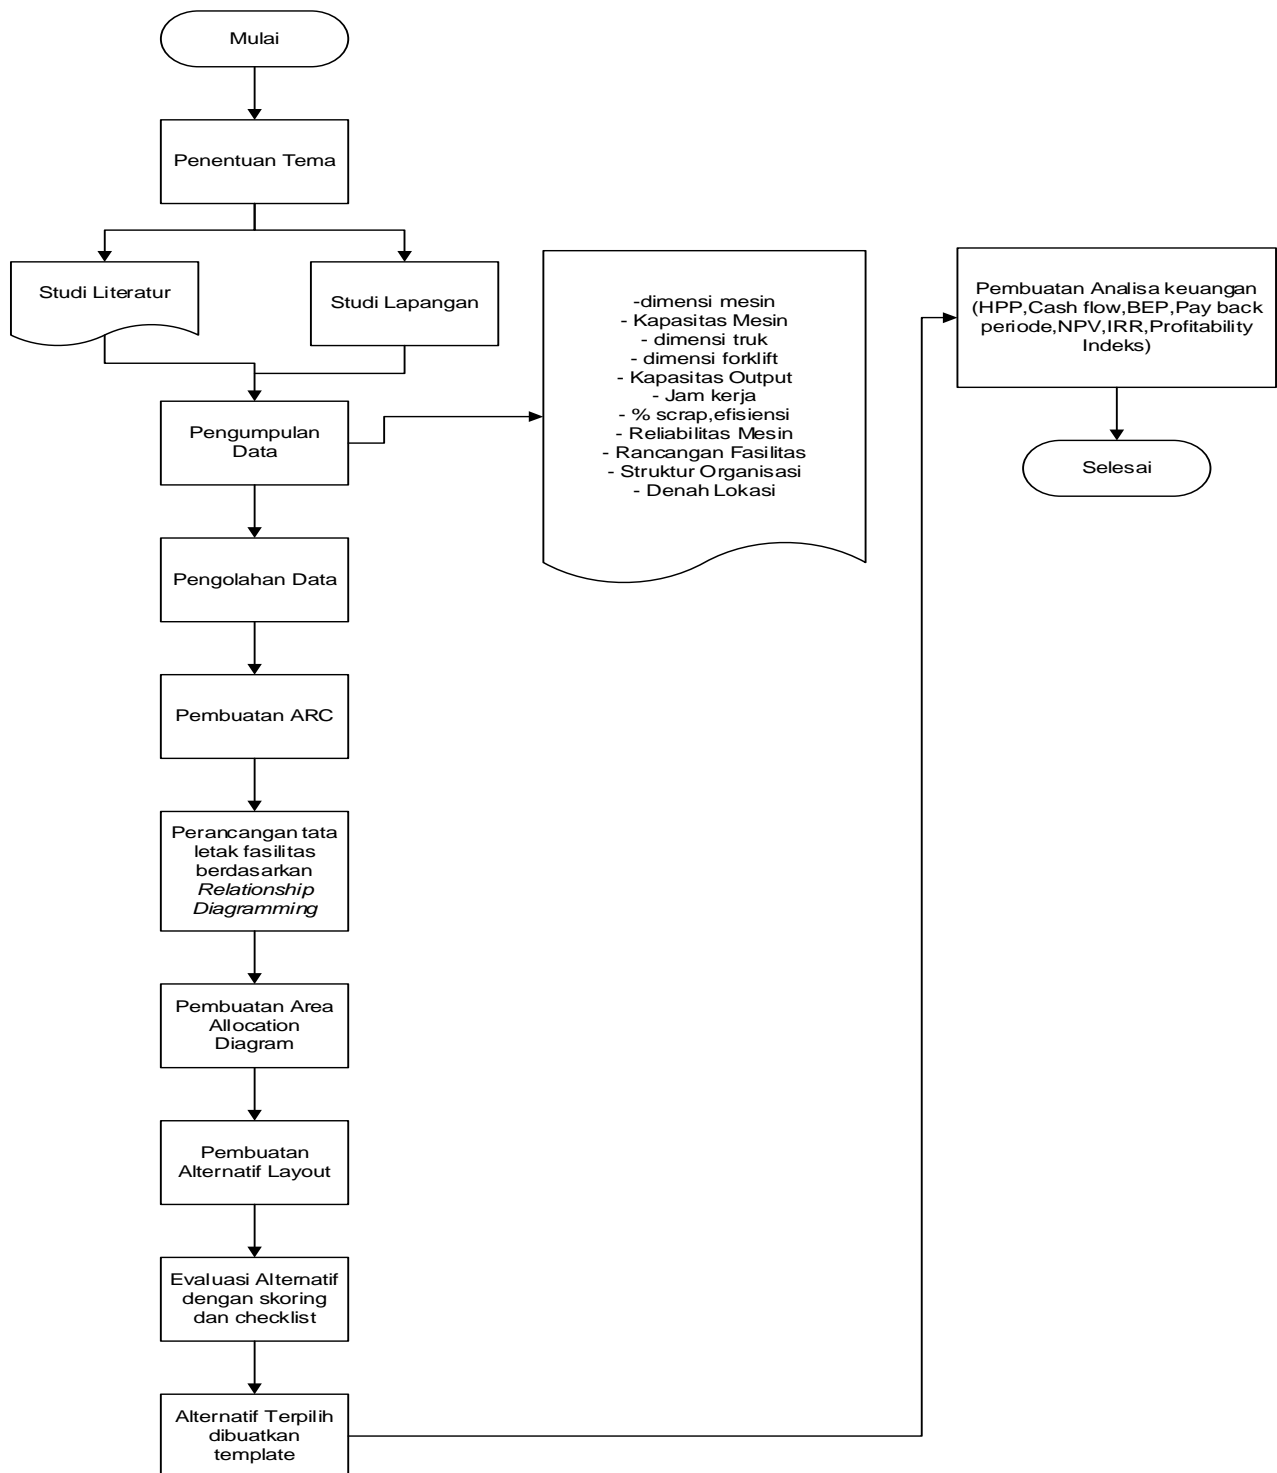 Mulai
Penentuan Tema
Studi Literatur
Studi Lapangan
Pengumpulan
Data
-dimensi mesin
- Kapasitas Mesin
- dimensi truk
- dimensi forklift
- Kapasitas Output
- Jam kerja
- % scrap,efisiensi
- Reliabilitas Mesin
- Rancangan Fasilitas
- Struktur Organisasi
- Denah Lokasi
Pengolahan Data
Pembuatan ARC
Perancangan tata
letak fasilitas
berdasarkan
Relationship
Diagramming
Pembuatan Area
Allocation
Diagram
Pembuatan
Alternatif Layout
Evaluasi Alternatif
dengan skoring
dan checklist
Alternatif Terpilih
dibuatkan
template
Pembuatan Analisa keuangan
(HPP,Cash flow,BEP,Pay back
periode,NPV,IRR,Profitability
Indeks)
Selesai